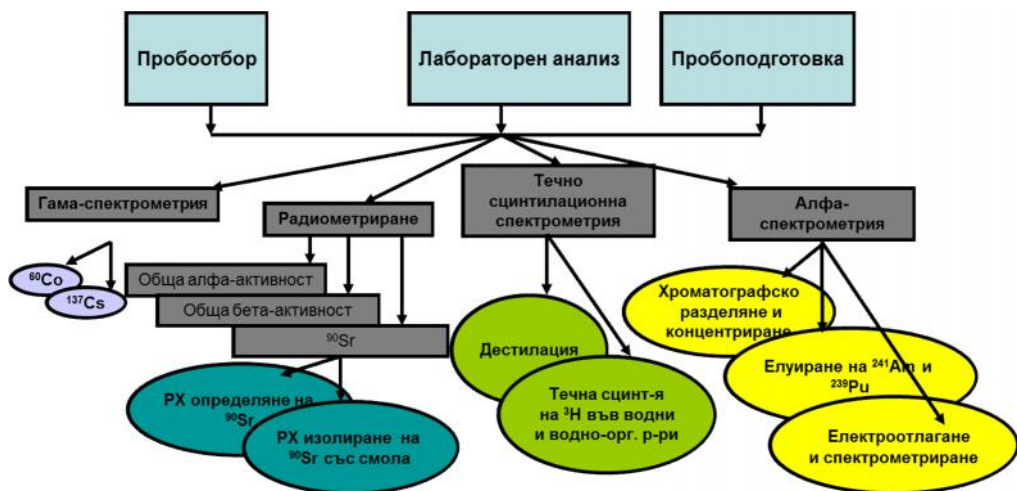 Пробоотбор
Лабораторен анализ
Пробоподготовка
Гама-спектрометрия
Радиометриране
Течно
сцинтилационна
спектрометрия
Алфа-
спектрометрия
⁶⁰Co
¹³⁷Cs
Обща алфа-активност
Обща бета-активност
⁹⁰Sr
РХ определяне на
⁹⁰Sr
РХ изолиране на
⁹⁰Sr със смола
Дестилация
Течна сцинт-я
на ³H във водни
и водно-орг. р-ри
Хроматографско
разделяне и
концентриране
Елуиране на ²⁴¹Am и
²³⁹Pu
Електроотлагане
и спектрометриране